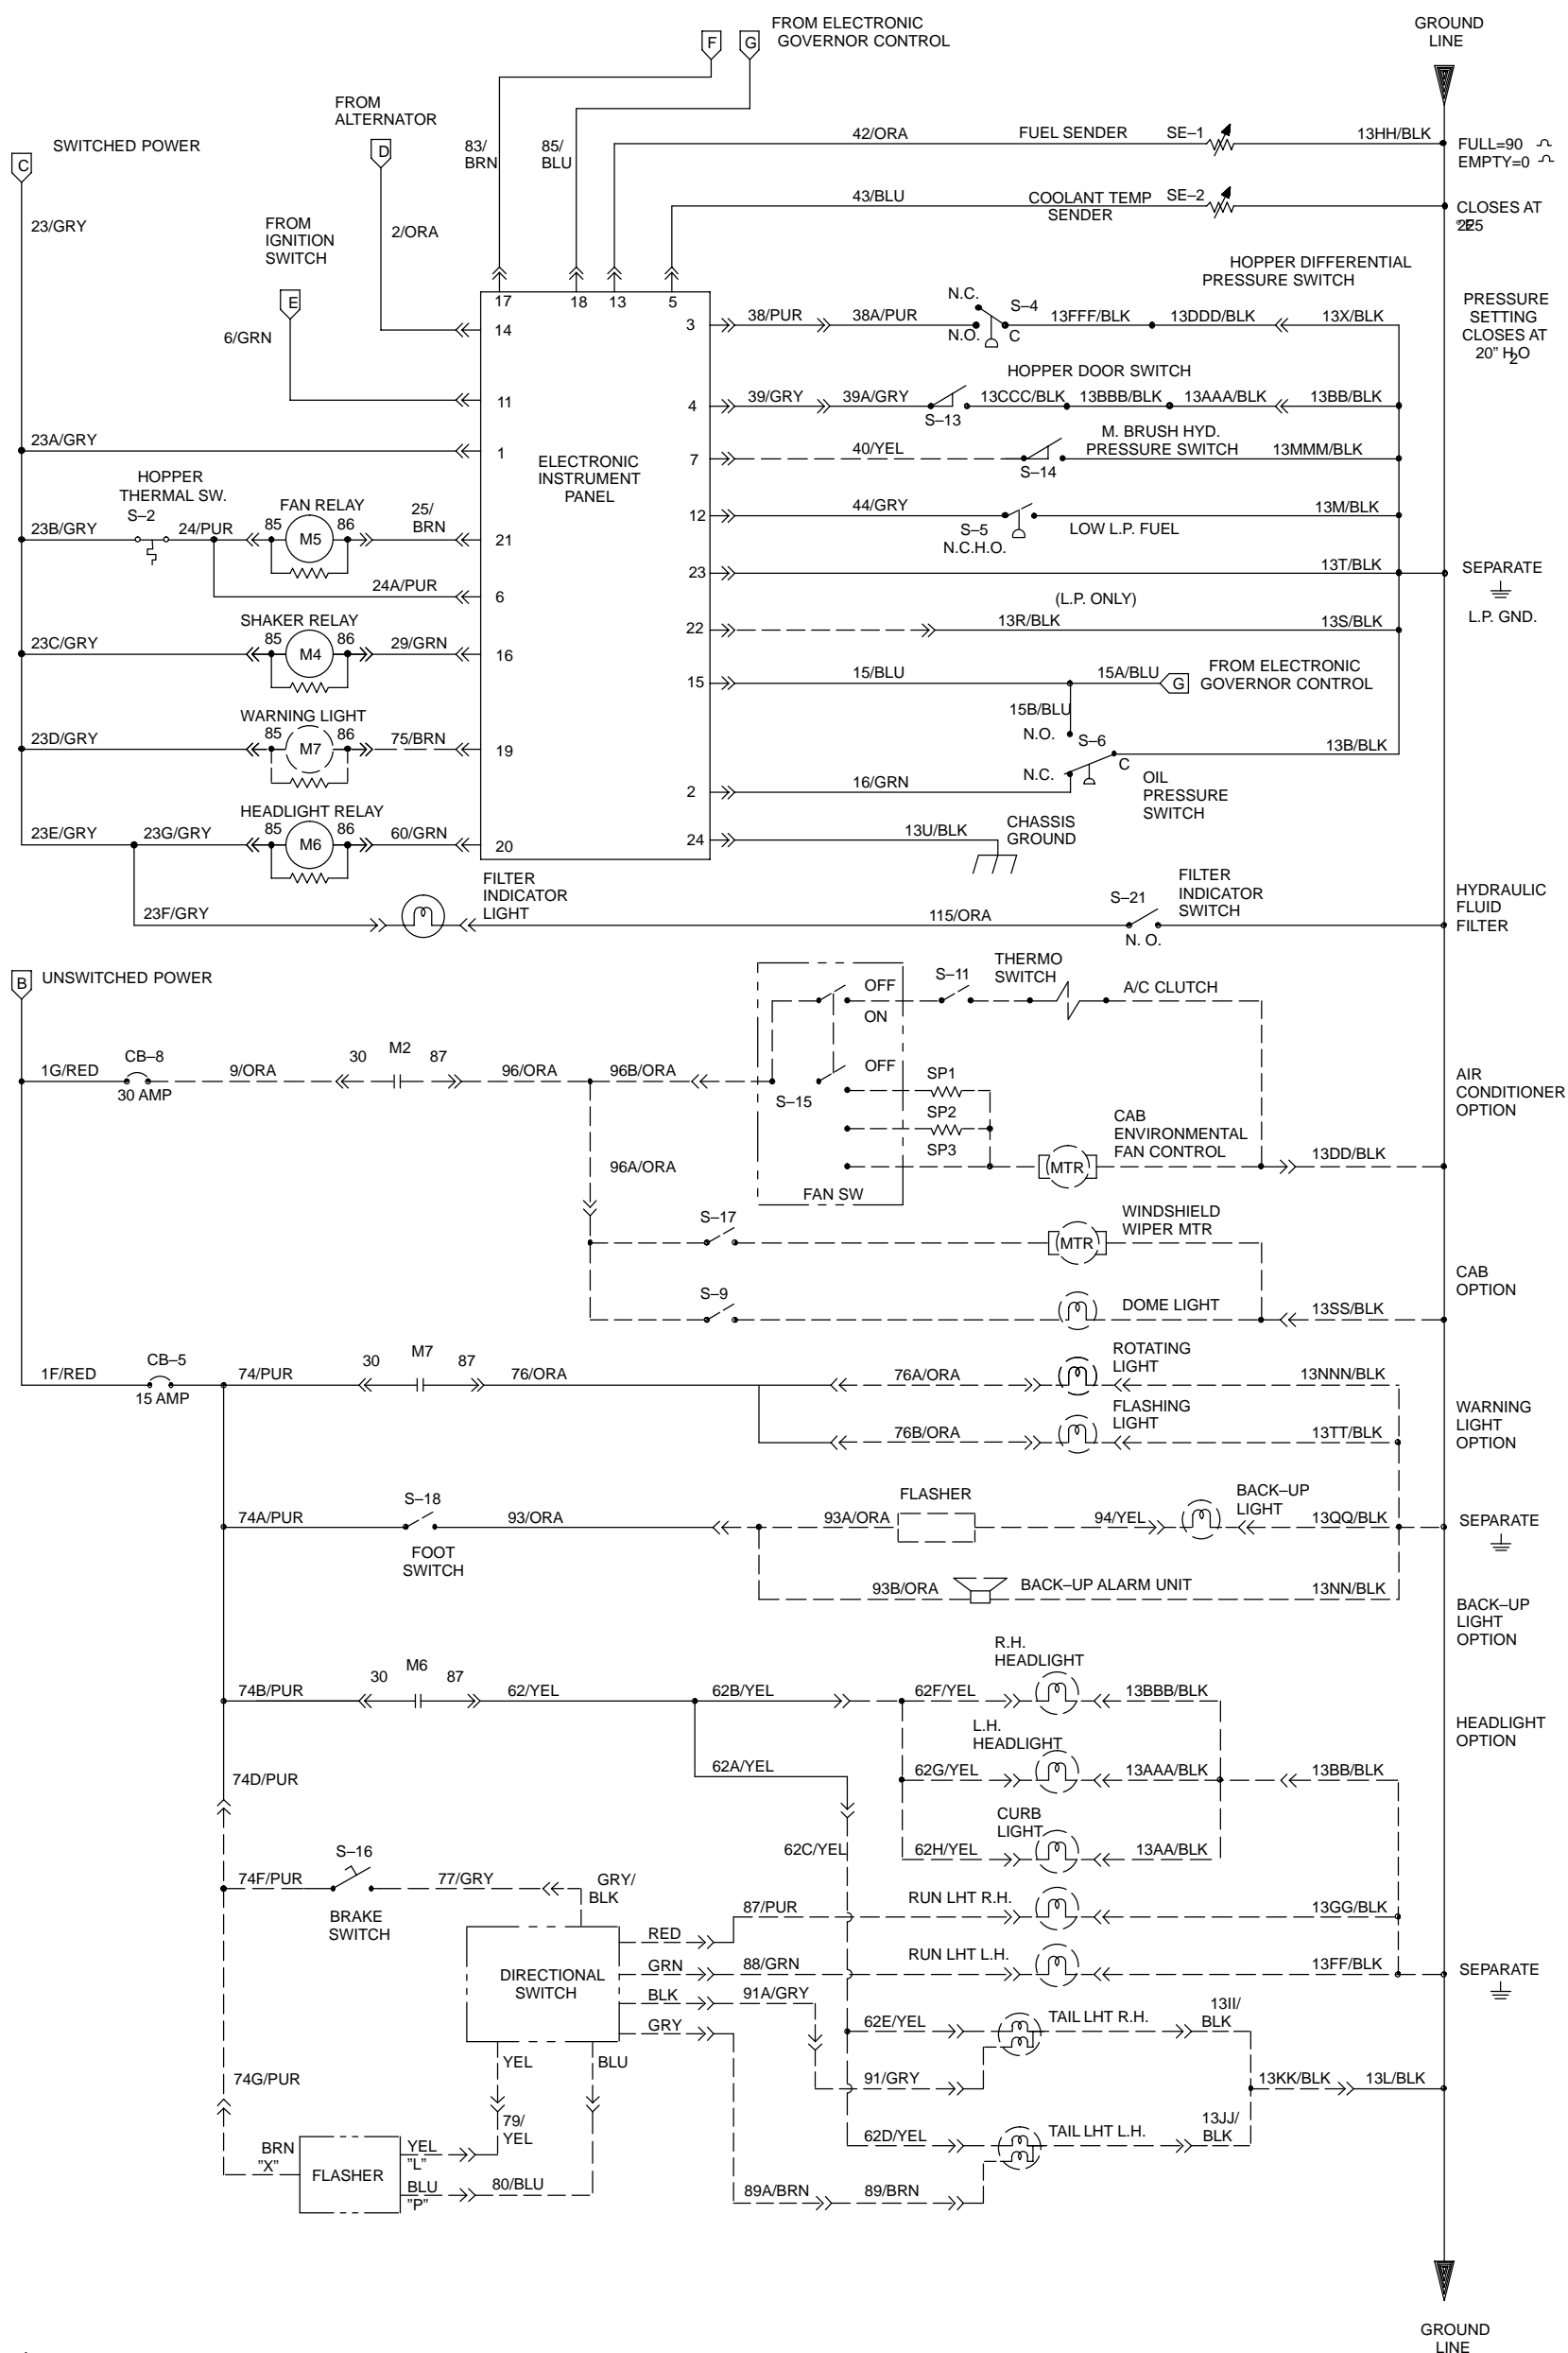 FROM ELECTRONIC
GOVERNOR CONTROL
F
G
GROUND
LINE
FROM
ALTERNATOR
D
83/
BRN
85/
BLU
42/ORA
FUEL SENDER
SE–1
13HH/BLK
FULL=90
EMPTY=0
C
SWITCHED POWER
43/BLU
COOLANT TEMP
SENDER
SE–2
CLOSES AT
23/GRY
FROM
IGNITION
SWITCH
2/ORA
E
6/GRN
HOPPER DIFFERENTIAL
PRESSURE SWITCH
PRESSURE
SETTING
CLOSES AT
20" H2O
17
18
13
5
14
3
38/PUR
38A/PUR
N.C.
N.O.
S–4
C
13FFF/BLK
13DDD/BLK
13X/BLK
11
HOPPER DOOR SWITCH
4
39/GRY
39A/GRY
S–13
13CCC/BLK
13BBB/BLK
13AAA/BLK
13BB/BLK
23A/GRY
1
ELECTRONIC
INSTRUMENT
PANEL
7
40/YEL
S–14
M. BRUSH HYD.
PRESSURE SWITCH
13MMM/BLK
HOPPER
THERMAL SW.
S–2
23B/GRY
24/PUR
FAN RELAY
85
M5
86
25/
BRN
21
12
44/GRY
S–5
N.C.H.O.
LOW L.P. FUEL
13M/BLK
24A/PUR
6
23
13T/BLK
SEPARATE
L.P. GND.
(L.P. ONLY)
22
13R/BLK
13S/BLK
SHAKER RELAY
23C/GRY
85
M4
86
29/GRN
16
15
15/BLU
15A/BLU
G
FROM ELECTRONIC
GOVERNOR CONTROL
15B/BLU
N.O.
S–6
C
N.C.
13B/BLK
OIL
PRESSURE
SWITCH
WARNING LIGHT
23D/GRY
85
M7
86
75/BRN
19
2
16/GRN
HEADLIGHT RELAY
23E/GRY
23G/GRY
85
M6
86
60/GRN
20
24
13U/BLK
CHASSIS
GROUND
FILTER
INDICATOR
LIGHT
23F/GRY
115/ORA
S–21
N. O.
FILTER
INDICATOR
SWITCH
HYDRAULIC
FLUID
FILTER
B
UNSWITCHED POWER
OFF
ON
S–11
THERMO
SWITCH
A/C CLUTCH
1G/RED
CB–8
30 AMP
9/ORA
30
M2
87
96/ORA
96B/ORA
S–15
OFF
SP1
SP2
SP3
FAN SW
CAB
ENVIRONMENTAL
FAN CONTROL
MTR
13DD/BLK
AIR
CONDITIONER
OPTION
96A/ORA
S–17
MTR
WINDSHIELD
WIPER MTR
CAB
OPTION
S–9
DOME LIGHT
13SS/BLK
1F/RED
CB–5
15 AMP
74/PUR
30
M7
87
76/ORA
76A/ORA
ROTATING
LIGHT
13NNN/BLK
76B/ORA
FLASHING
LIGHT
13TT/BLK
WARNING
LIGHT
OPTION
74A/PUR
S–18
FOOT
SWITCH
93/ORA
93A/ORA
FLASHER
94/YEL
BACK–UP
LIGHT
13QQ/BLK
SEPARATE
93B/ORA
BACK–UP ALARM UNIT
13NN/BLK
BACK–UP
LIGHT
OPTION
74B/PUR
30
M6
87
62/YEL
62B/YEL
62F/YEL
R.H.
HEADLIGHT
13BBB/BLK
HEADLIGHT
OPTION
62A/YEL
62G/YEL
L.H.
HEADLIGHT
13AAA/BLK
13BB/BLK
74D/PUR
62C/YEL
62H/YEL
CURB
LIGHT
13AA/BLK
74F/PUR
S–16
BRAKE
SWITCH
77/GRY
GRY/
BLK
DIRECTIONAL
SWITCH
RED
87/PUR
RUN LHT R.H.
13GG/BLK
GRN
88/GRN
RUN LHT L.H.
13FF/BLK
SEPARATE
BLK
91A/GRY
GRY
62E/YEL
TAIL LHT R.H.
13II/
BLK
YEL
BLU
74G/PUR
91/GRY
13KK/BLK
13L/BLK
79/
YEL
62D/YEL
TAIL LHT L.H.
13JJ/
BLK
BRN
"X"
FLASHER
YEL
"L"
BLU
"P"
80/BLU
89A/BRN
89/BRN
GROUND
LINE